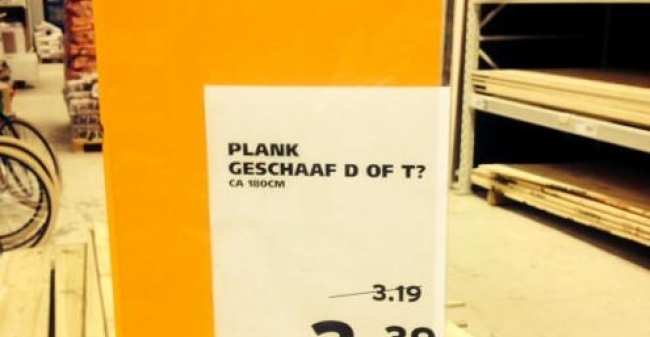 PLANK
GESCHAAF D OF T?
CA 180CM
3.19